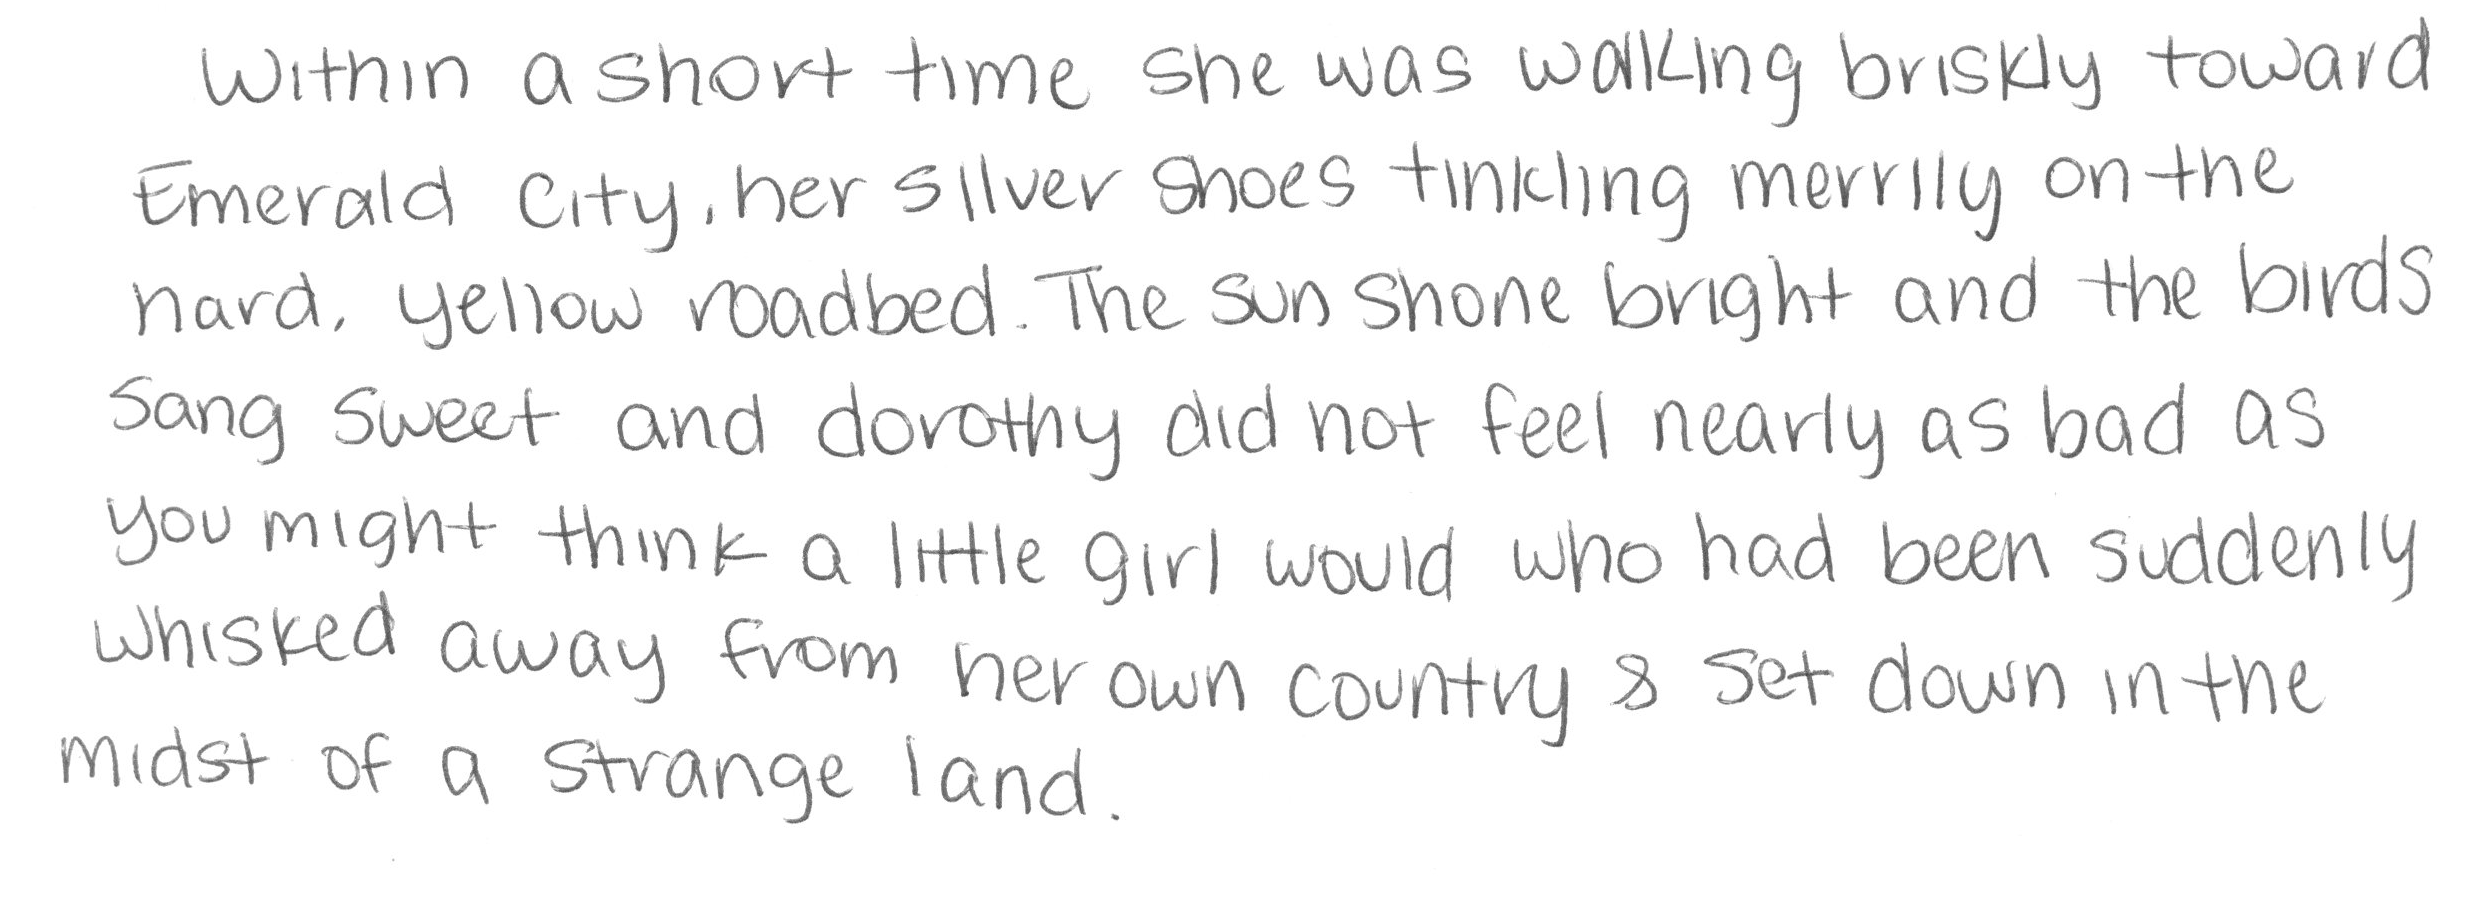 Within a short time she was walking briskly toward
Emerald City, her silver shoes tinkling merrily on the
hard, yellow roadbed. The sun shone bright and the birds
sang sweet and dorothy did not feel nearly as bad as
you might think a little girl would who had been suddenly
whisked away from her own country & set down in the
midst of a strange land.